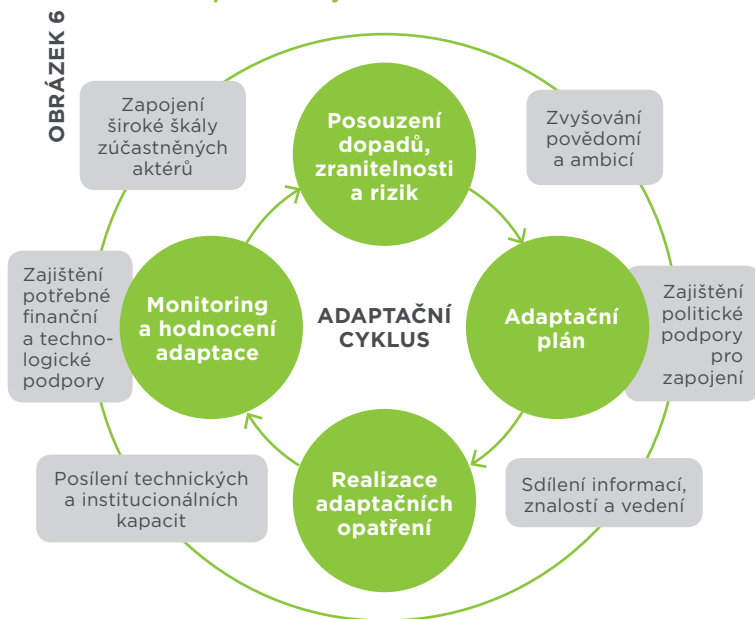 OBRÁZEK 6
Zapojení
široké škály
zúčastněných
aktérů
Posouzení
dopadů,
zranitelnosti
a rizik
Zvyšování
povědomí
a ambicí
Zajištění
potřebné
finanční
a techno-
logické
podpory
Monitoring
a hodnocení
adaptace
ADAPTAČNÍ
CYKLUS
Adaptační
plán
Zajištění
politické
podpory
pro
zapojení
Posílení technických
a institucionálních
kapacit
Realizace
adaptačních
opatření
Sdílení informací,
znalostí a vedení